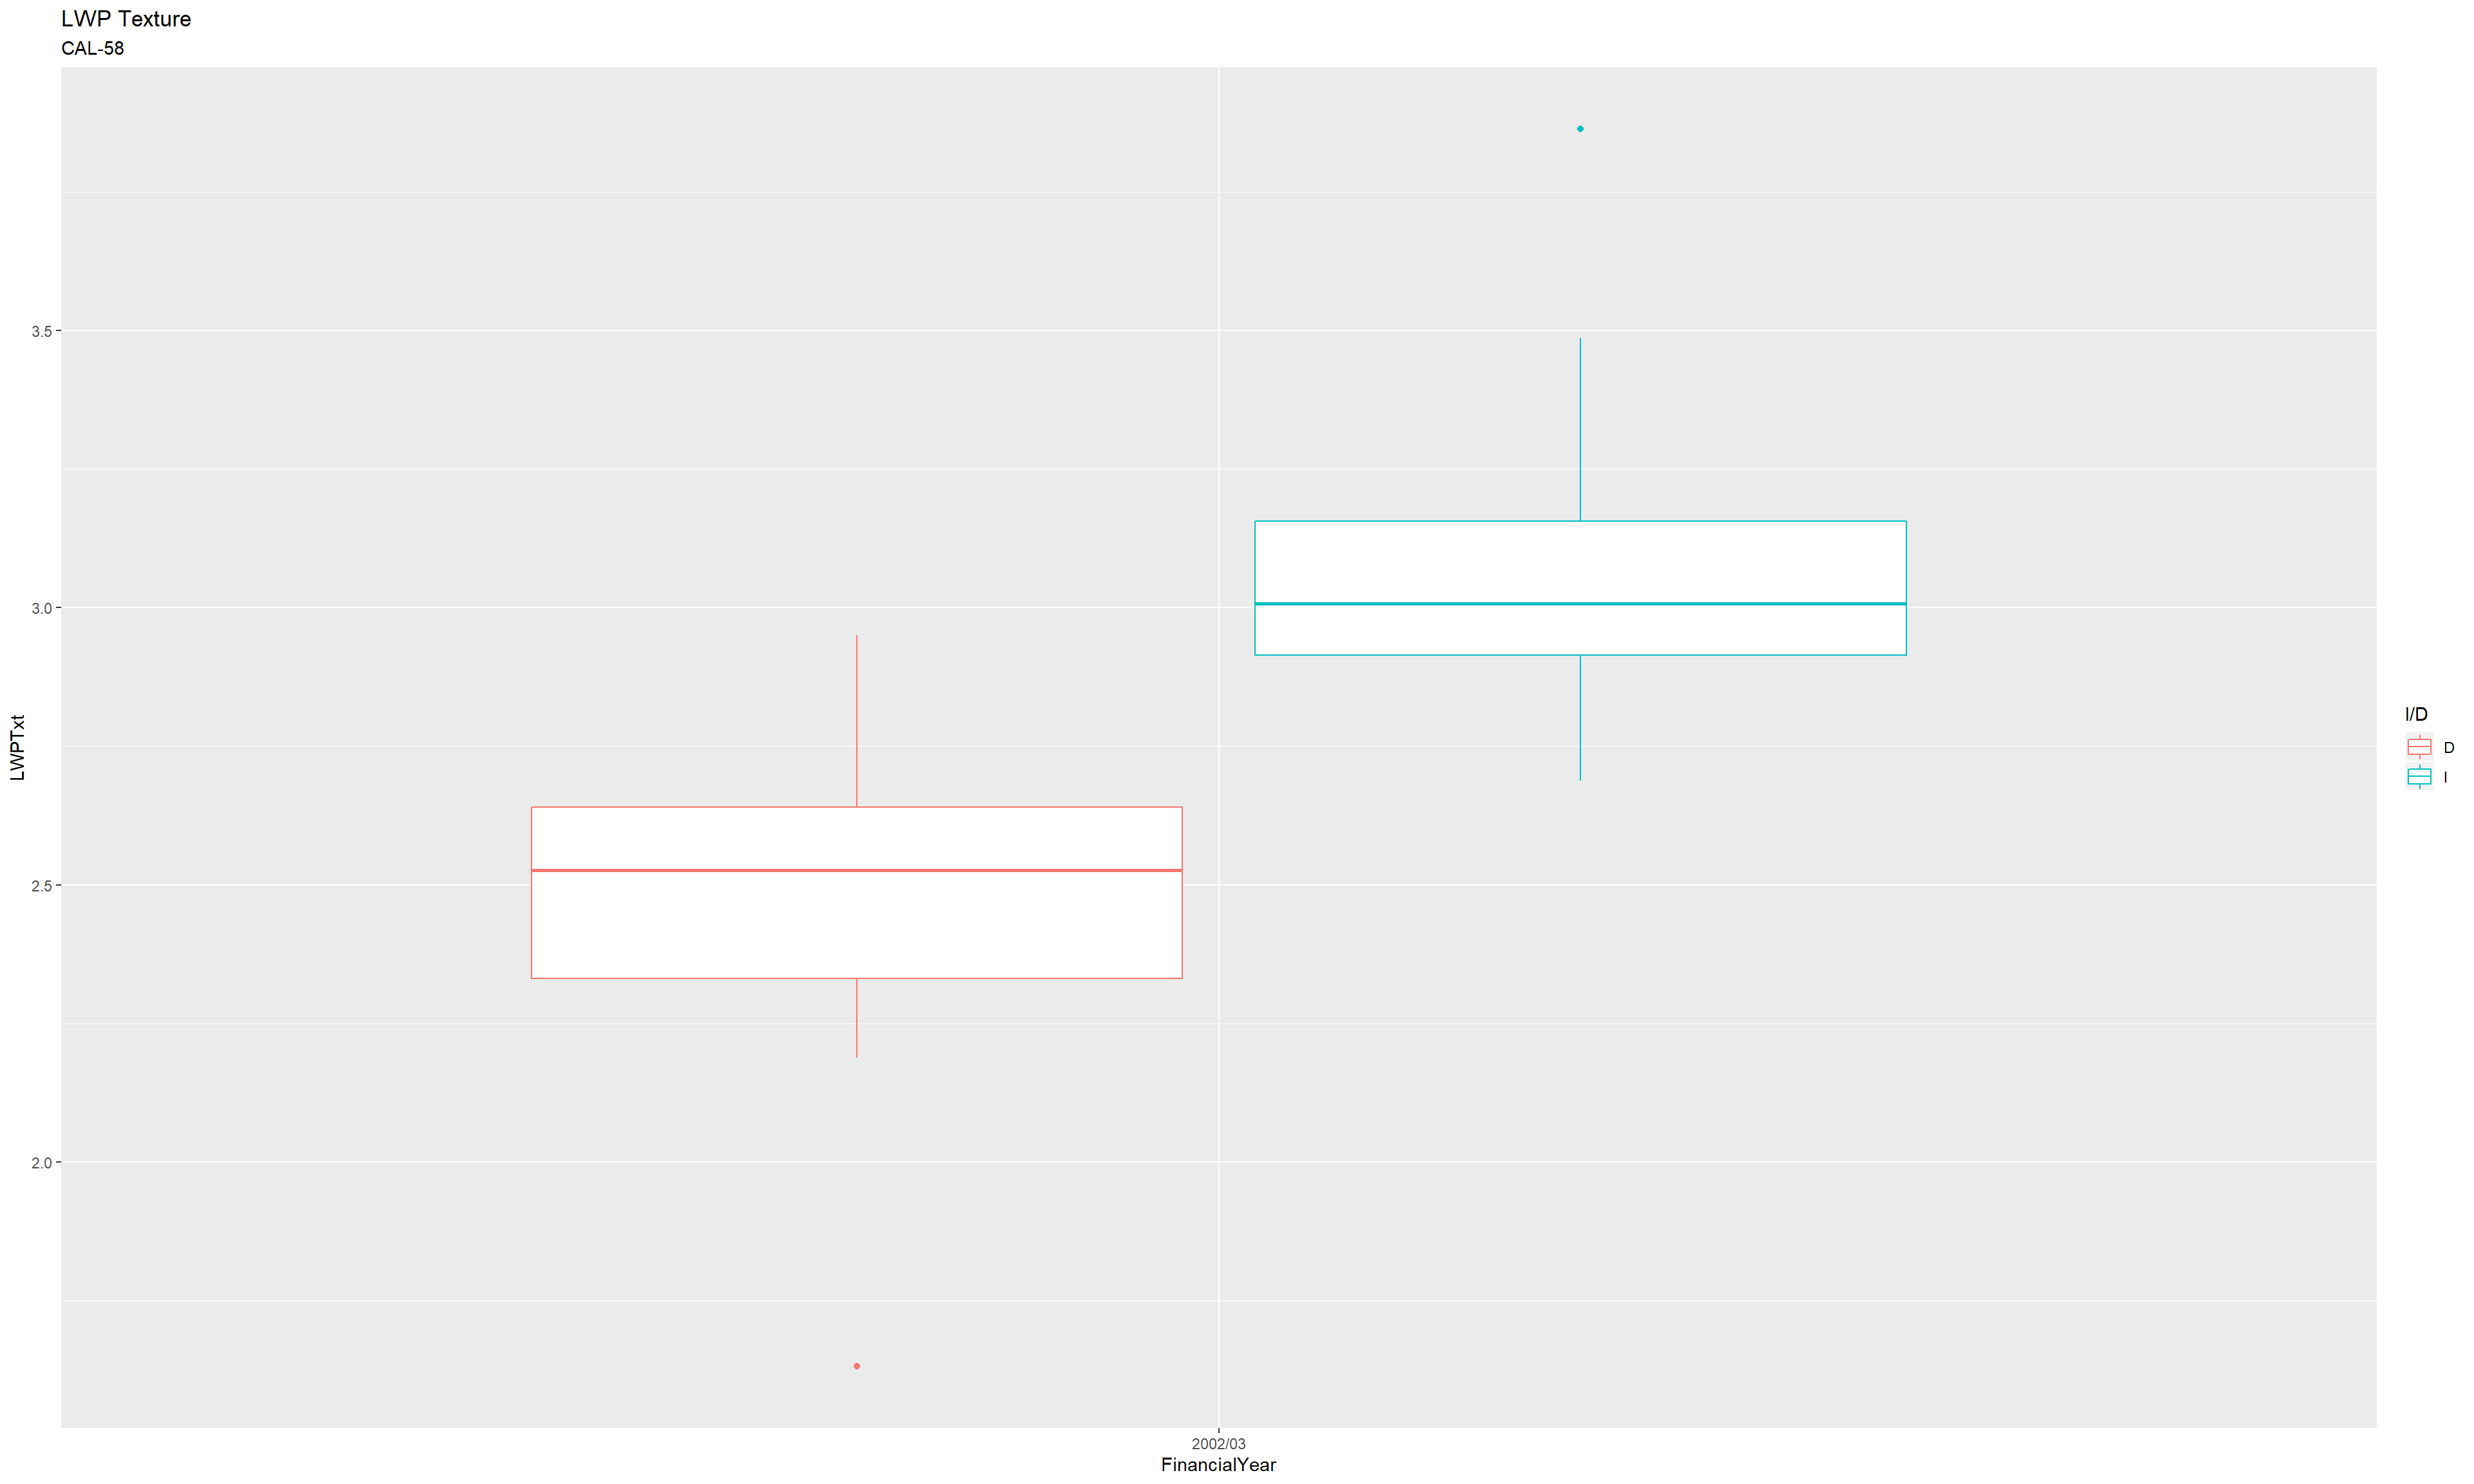 LWP Texture
CAL-58
LWPTxt
3.5
3.0
2.5
2.0
2002/03
FinancialYear
I/D
D
I